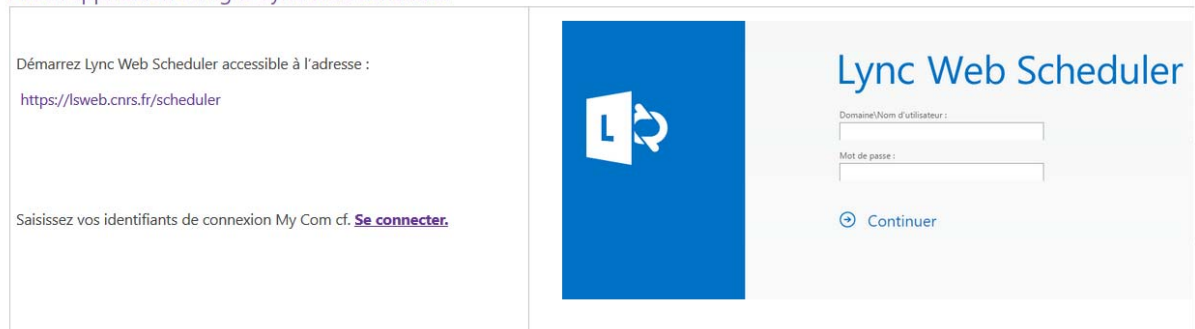 Démarrez Lync Web Scheduler accessible à l'adresse :
https://lsweb.cnrs.fr/scheduler
Saisissez vos identifiants de connexion My Com cf. Se connecter.
L
Lync Web Scheduler
Domaine\Nom d'utilisateur :
Mot de passe :
Continuer